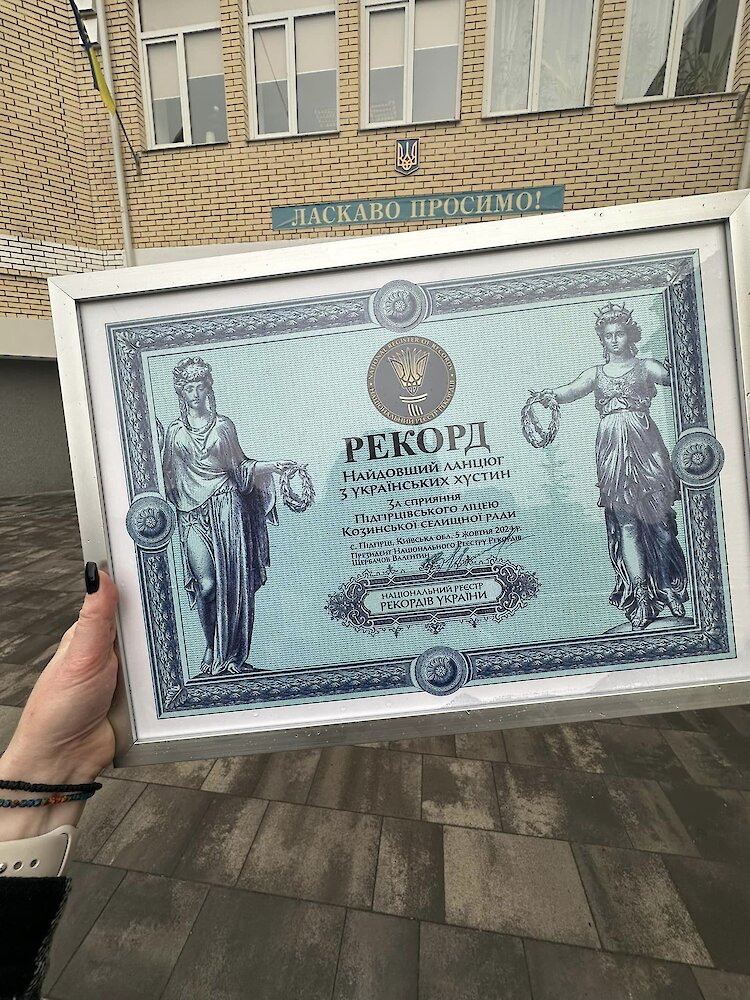 ЛАСКАВО ПРОСИМО!
NATIONAL REGISTER OF RECORDS
НАЦІОНАЛЬНИЙ РЕЄСТР РЕКОРДІВ
РЕКОРД
Найдовший ланцюг
з українських хустин
За сприяння
Підгірцівського ліцею
Козинської селищної ради
с. Підгірці, Київська обл. 5 жовтня 2024 г.
Президент Національного Реєстру Рекордів
Щербачов Валентин
НАЦІОНАЛЬНИЙ РЕЄСТР
РЕКОРДІВ УКРАЇНИ